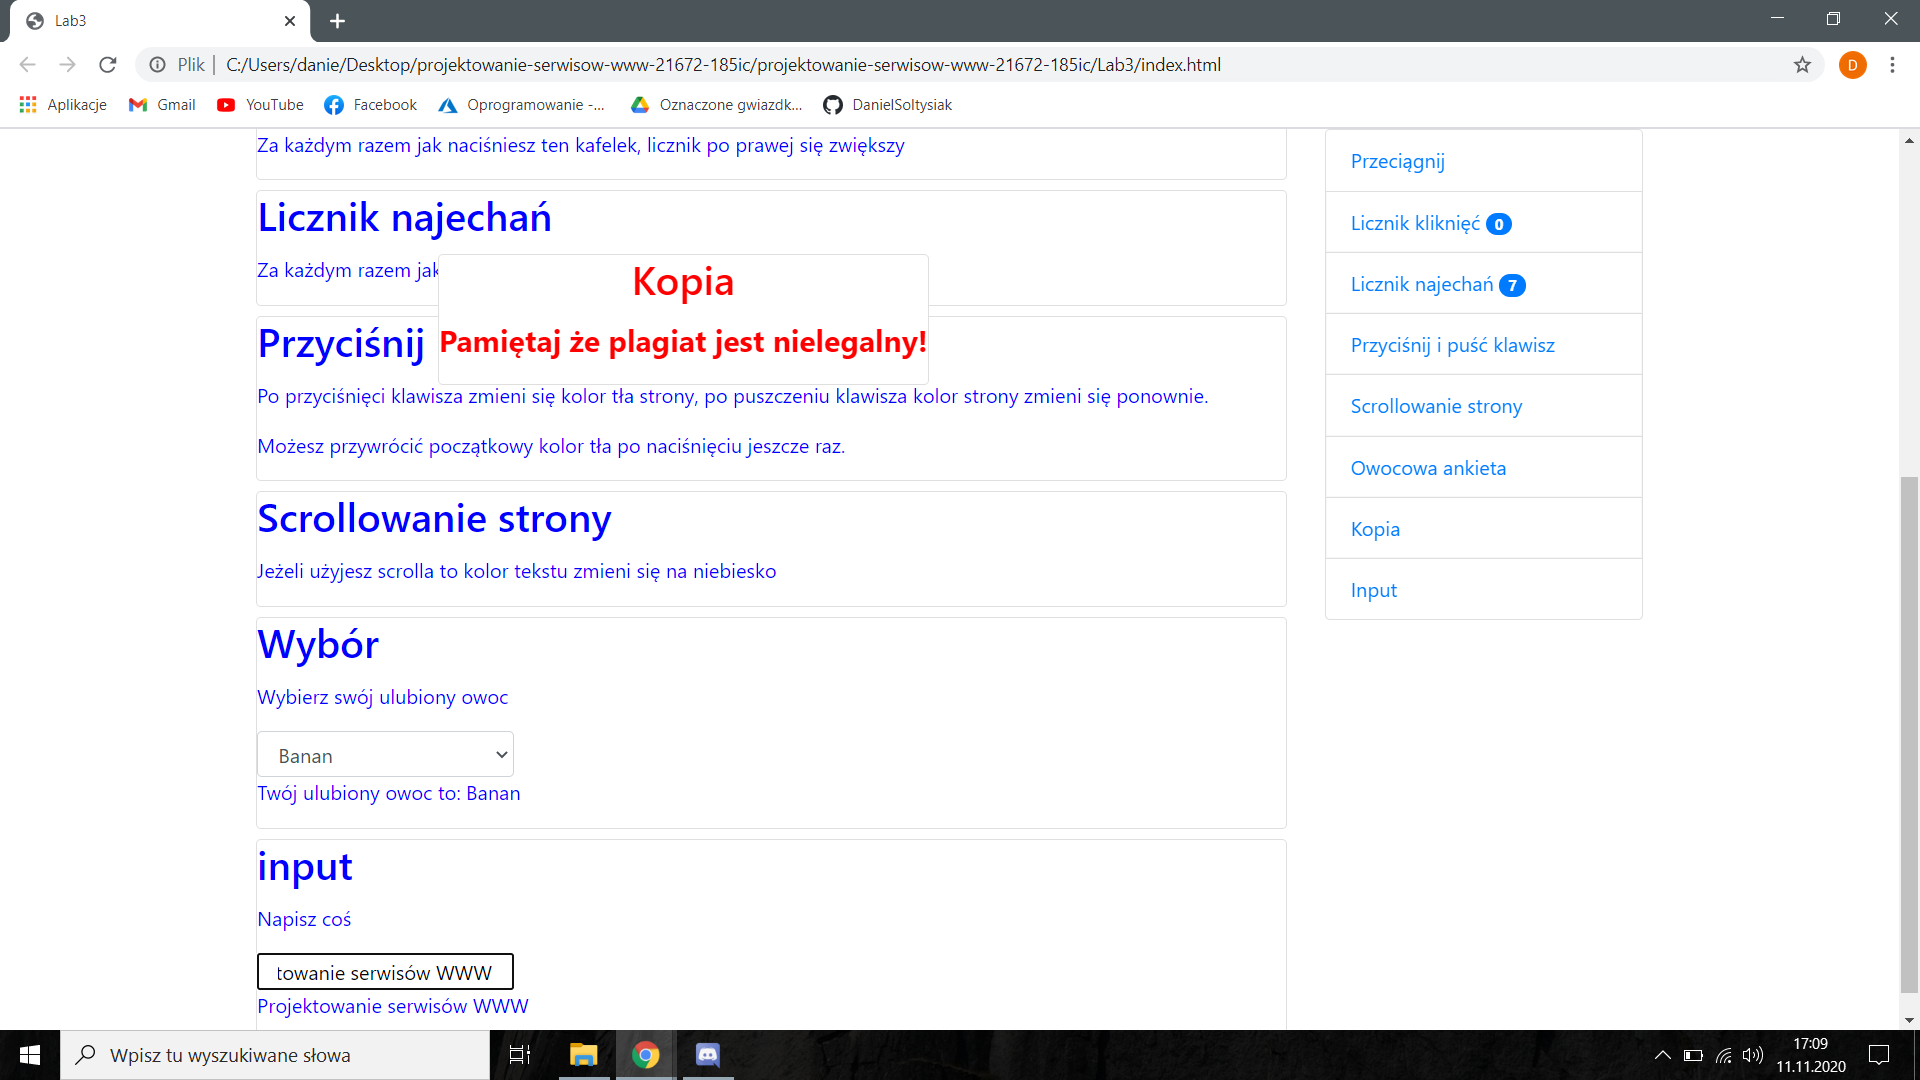 Lab3
Plik | C:/Users/danie/Desktop/projektowanie-serwisow-www-21672-185ic/projektowanie-serwisow-www-21672-185ic/Lab3/index.html
D
Aplikacje Gmail YouTube Facebook Oprogramowanie -... Oznaczone gwiazdk... DanielSoltysiak
Za każdym razem jak naciśniesz ten kafelek, licznik po prawej się zwiększy
Licznik najechań
Za każdym razem jak
Kopia
Pamiętaj że plagiat jest nielegalny!
Przyciśnij
Po przyciśnięci klawisza zmieni się kolor tła strony, po puszczeniu klawisza kolor strony zmieni się ponownie.
Możesz przywrócić początkowy kolor tła po naciśnięciu jeszcze raz.
Scrollowanie strony
Jeżeli użyjesz scrolla to kolor tekstu zmieni się na niebiesko
Wybór
Wybierz swój ulubiony owoc
Banan
Twój ulubiony owoc to: Banan
input
Napisz coś
towanie serwisów WWW
Projektowanie serwisów WWW
Przeciągnij
Licznik kliknięć 0
Licznik najechań 7
Przyciśnij i puść klawisz
Scrollowanie strony
Owocowa ankieta
Kopia
Input
Wpisz tu wyszukiwane słowa
17:09
11.11.2020